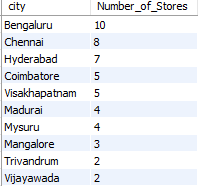 city Number_of_Stores
Bengaluru 10
Chennai 8
Hyderabad 7
Coimbatore 5
Visakhapatnam 5
Madurai 4
Mysuru 4
Mangalore 3
Trivandrum 2
Vijayawada 2